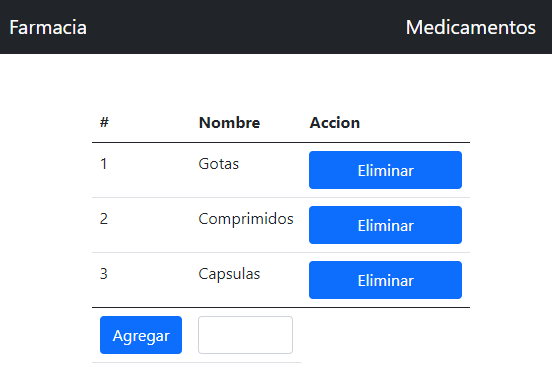 Farmacia Medicamentos
# Nombre Accion
1 Gotas Eliminar
2 Comprimidos Eliminar
3 Capsulas Eliminar
Agregar